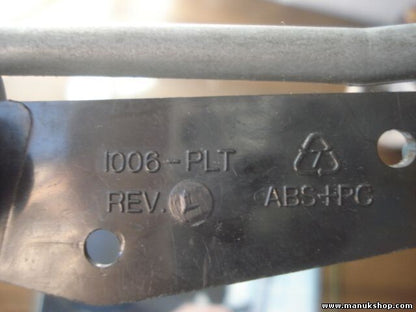 1006-PLT
REV.
7
ABS+PC
www.manukshop.com